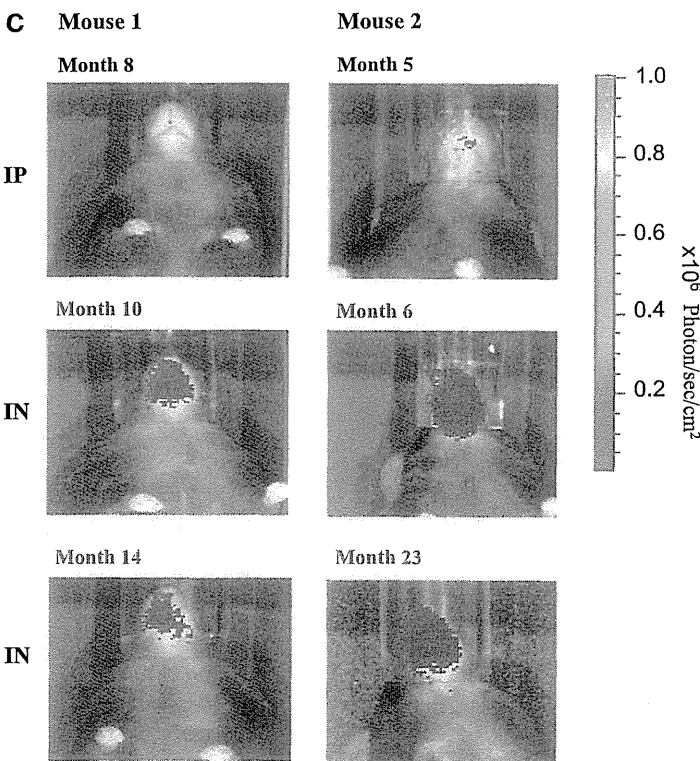 C Mouse 1 Mouse 2
Month 8 Month 5
IP
Month 10 Month 6
IN
Month 14 Month 23
IN
1.0
0.8
0.6
0.4
0.2
x10⁶ Photon/sec/cm²